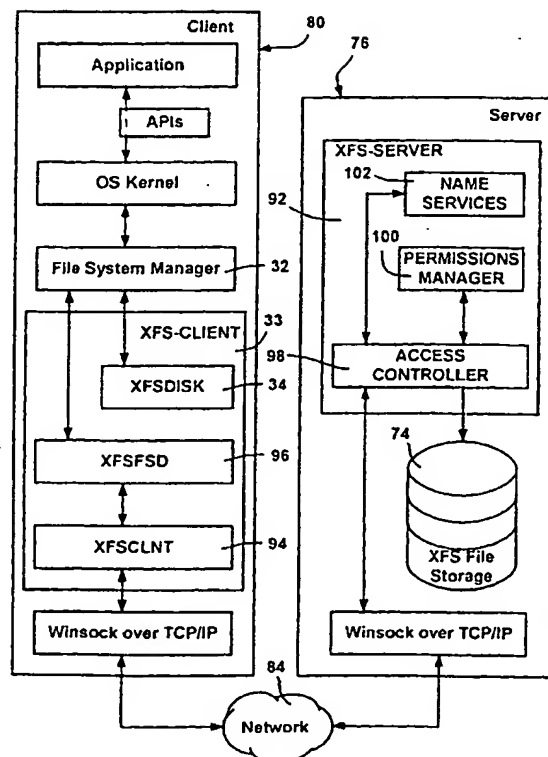 Client
80
Application
APIs
OS Kernel
File System Manager
32
XFS-CLIENT
33
XFSDISK
34
XFSFSD
96
XFSCLNT
94
Winsock over TCP/IP
76
Server
XFS-SERVER
102
NAME
SERVICES
92
100
PERMISSIONS
MANAGER
98
ACCESS
CONTROLLER
74
XFS File
Storage
Winsock over TCP/IP
84
Network